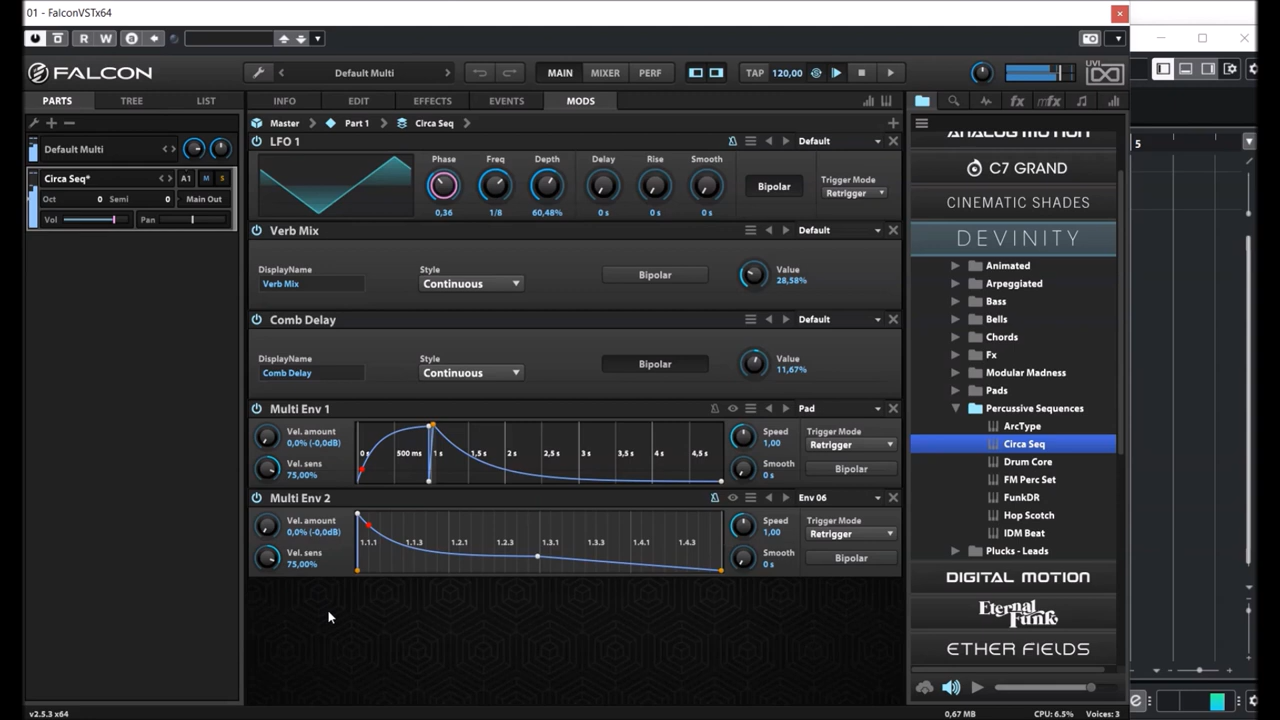 01 - FalconVSTx64
R W a
FALCON
Default Multi
MAIN MIXER PERF
TAP 120,00
UVI
PARTS TREE LIST
INFO EDIT EFFECTS EVENTS MODS
fx mfx
Master Part 1 Circa Seq
Default Multi
Circa Seq* A1 M S
Oct 0 Semi 0 Main Out
Vol Pan
LFO 1 Default
Phase Freq Depth Delay Rise Smooth
Bipolar
Trigger Mode
Retrigger
0,36 1/8 60,48% 0 s 0 s 0 s
Verb Mix Default
DisplayName Style
Verb Mix Continuous Bipolar Value
28,58%
Comb Delay Default
DisplayName Style
Comb Delay Continuous Bipolar Value
11,67%
Multi Env 1 Pad
Vel. amount
0,0% (-0,0dB)
Vel. sens
75,00%
0 s 500 ms 1 s 1,5 s 2 s 2,5 s 3 s 3,5 s 4 s 4,5 s
Speed
1,00
Smooth
0 s
Trigger Mode
Retrigger
Bipolar
Multi Env 2 Env 06
Vel. amount
0,0% (-0,0dB)
Vel. sens
75,00%
1.1.1 1.1.3 1.2.1 1.2.3 1.3.1 1.3.3 1.4.1 1.4.3
Speed
1,00
Smooth
0 s
Trigger Mode
Retrigger
Bipolar
ANALOG MOTION
C7 GRAND
CINEMATIC SHADES
DEVINITY
Animated
Arpeggiated
Bass
Bells
Chords
Fx
Modular Madness
Pads
Percussive Sequences
ArcType
Circa Seq
Drum Core
FM Perc Set
FunkDR
Hop Scotch
IDM Beat
Plucks - Leads
DIGITAL MOTION
Eternal
Funk
ETHER FIELDS
5
v2.5.3 x64
0,67 MB CPU: 6.5% Voices: 3